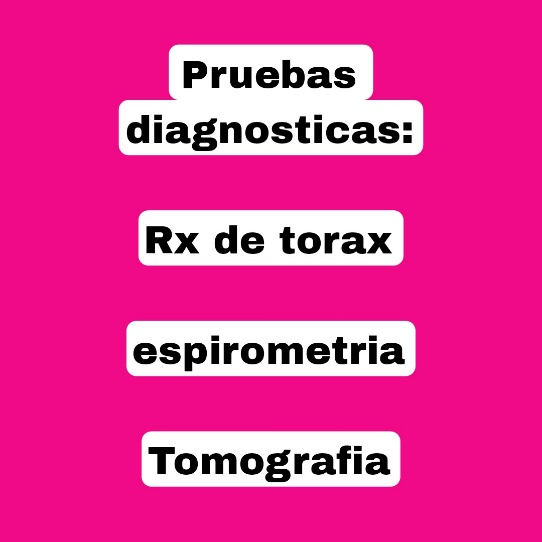 Pruebas
diagnosticas:
Rx de torax
espirometria
Tomografia